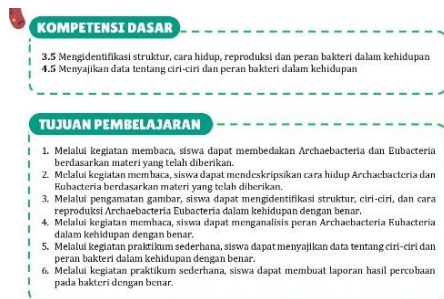 KOMPETENSI DASAR
3.5 Mengidentifikasi struktur, cara hidup, reproduksi dan peran bakteri dalam kehidupan
4.5 Menyajikan data tentang ciri-ciri dan peran bakteri dalam kehidupan
TUJUAN PEMBELAJARAN
1. Melalui kegiatan membaca, siswa dapat membedakan Archaebacteria dan Eubacteria
berdasarkan materi yang telah diberikan.
2. Melalui kegiatan membaca, siswa dapat mendeskripsikan cara hidup Archaebacteria dan
Eubacteria berdasarkan materi yang telah diberikan.
3. Melalui pengamatan gambar, siswa dapat mengidentifikasi struktur, ciri-ciri, dan cara
reproduksi Archaebacteria Eubacteria dalam kehidupan dengan benar.
4. Melalui kegiatan membaca, siswa dapat menganalisis peran Archaebacteria Eubacteria
dalam kehidupan dengan benar.
5. Melalui kegiatan praktikum sederhana, siswa dapat menyajikan data tentang ciri-ciri dan
peran bakteri dalam kehidupan dengan benar.
6. Melalui kegiatan praktikum sederhana, siswa dapat membuat laporan hasil percobaan
pada bakteri dengan benar.